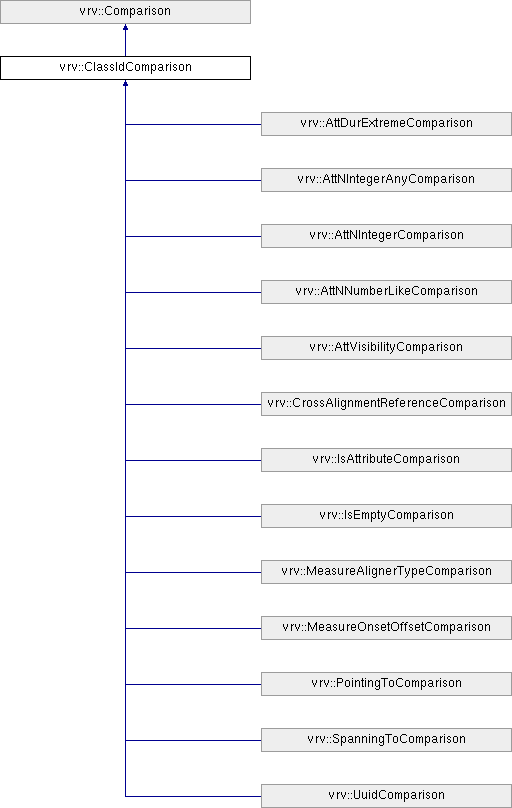 vrv::Comparison
vrv::ClassIdComparison
vrv::AttDurExtremeComparison
vrv::AttNIntegerAnyComparison
vrv::AttNIntegerComparison
vrv::AttNNumberLikeComparison
vrv::AttVisibilityComparison
vrv::CrossAlignmentReferenceComparison
vrv::IsAttributeComparison
vrv::IsEmptyComparison
vrv::MeasureAlignerTypeComparison
vrv::MeasureOnsetOffsetComparison
vrv::PointingToComparison
vrv::SpanningToComparison
vrv::UuidComparison